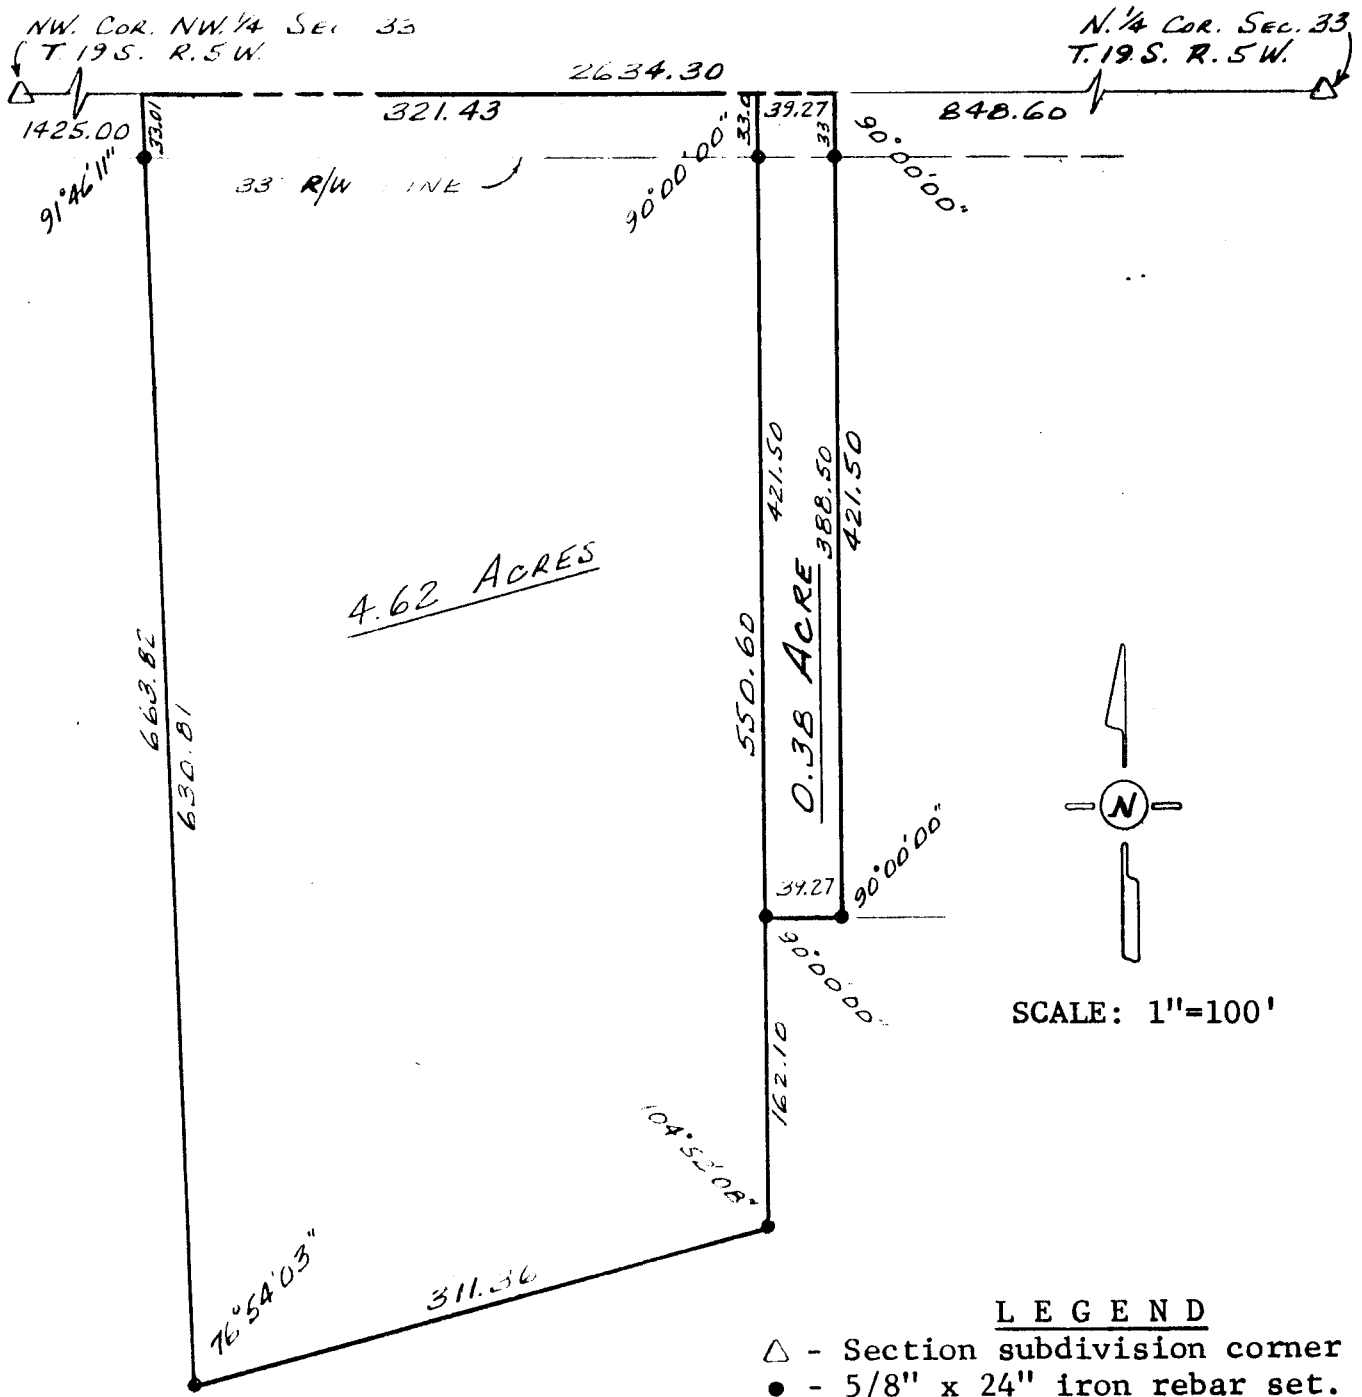 NW. COR. NW. 1/4 SEC 33
T. 19 S. R. 5 W.
N. 1/4 COR. SEC. 33
T. 19 S. R. 5 W.
2634.30
1425.00
33.01
321.43
39.27
33
848.60
91°46'11"
33' R/W INE
90°00'00"
90°00'00"
421.50
388.50
421.50
4.62 ACRES
0.38 ACRE
550.60
663.82
630.81
39.27
90°00'00"
90°00'00"
N
SCALE: 1"=100'
162.10
104°52'08"
76°54'03"
311.36
LEGEND
△ - Section subdivision corner
● - 5/8" x 24" iron rebar set.